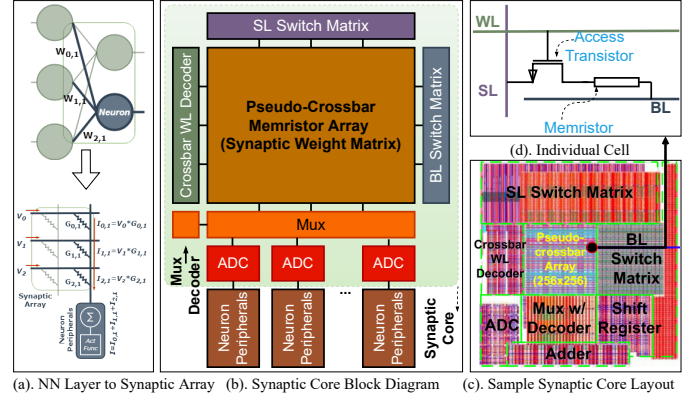 W0,1
W1,1
W2,1
Neuron
V0
G0,1
I0,1=V0*G0,1
V1
G1,1
I1,1=V1*G1,1
V2
G2,1
I2,1=V2*G2,1
Synaptic
Array
Neuron
Peripherals
Σ
Act
Func
I=I0,1+I1,1+I2,1
(a). NN Layer to Synaptic Array
SL Switch Matrix
Crossbar WL Decoder
Pseudo-Crossbar
Memristor Array
(Synaptic Weight Matrix)
BL Switch Matrix
Mux
Mux
Decoder
ADC
ADC
ADC
...
Neuron
Peripherals
Neuron
Peripherals
...
Neuron
Peripherals
Synaptic
Core
(b). Synaptic Core Block Diagram
WL
Access
Transistor
SL
BL
Memristor
(d). Individual Cell
SL Switch Matrix
Crossbar
WL
Decoder
Pseudo-
crossbar
Array
(256x256)
BL
Switch
Matrix
ADC
Mux w/
Decoder
Shift
Register
Adder
(c). Sample Synaptic Core Layout